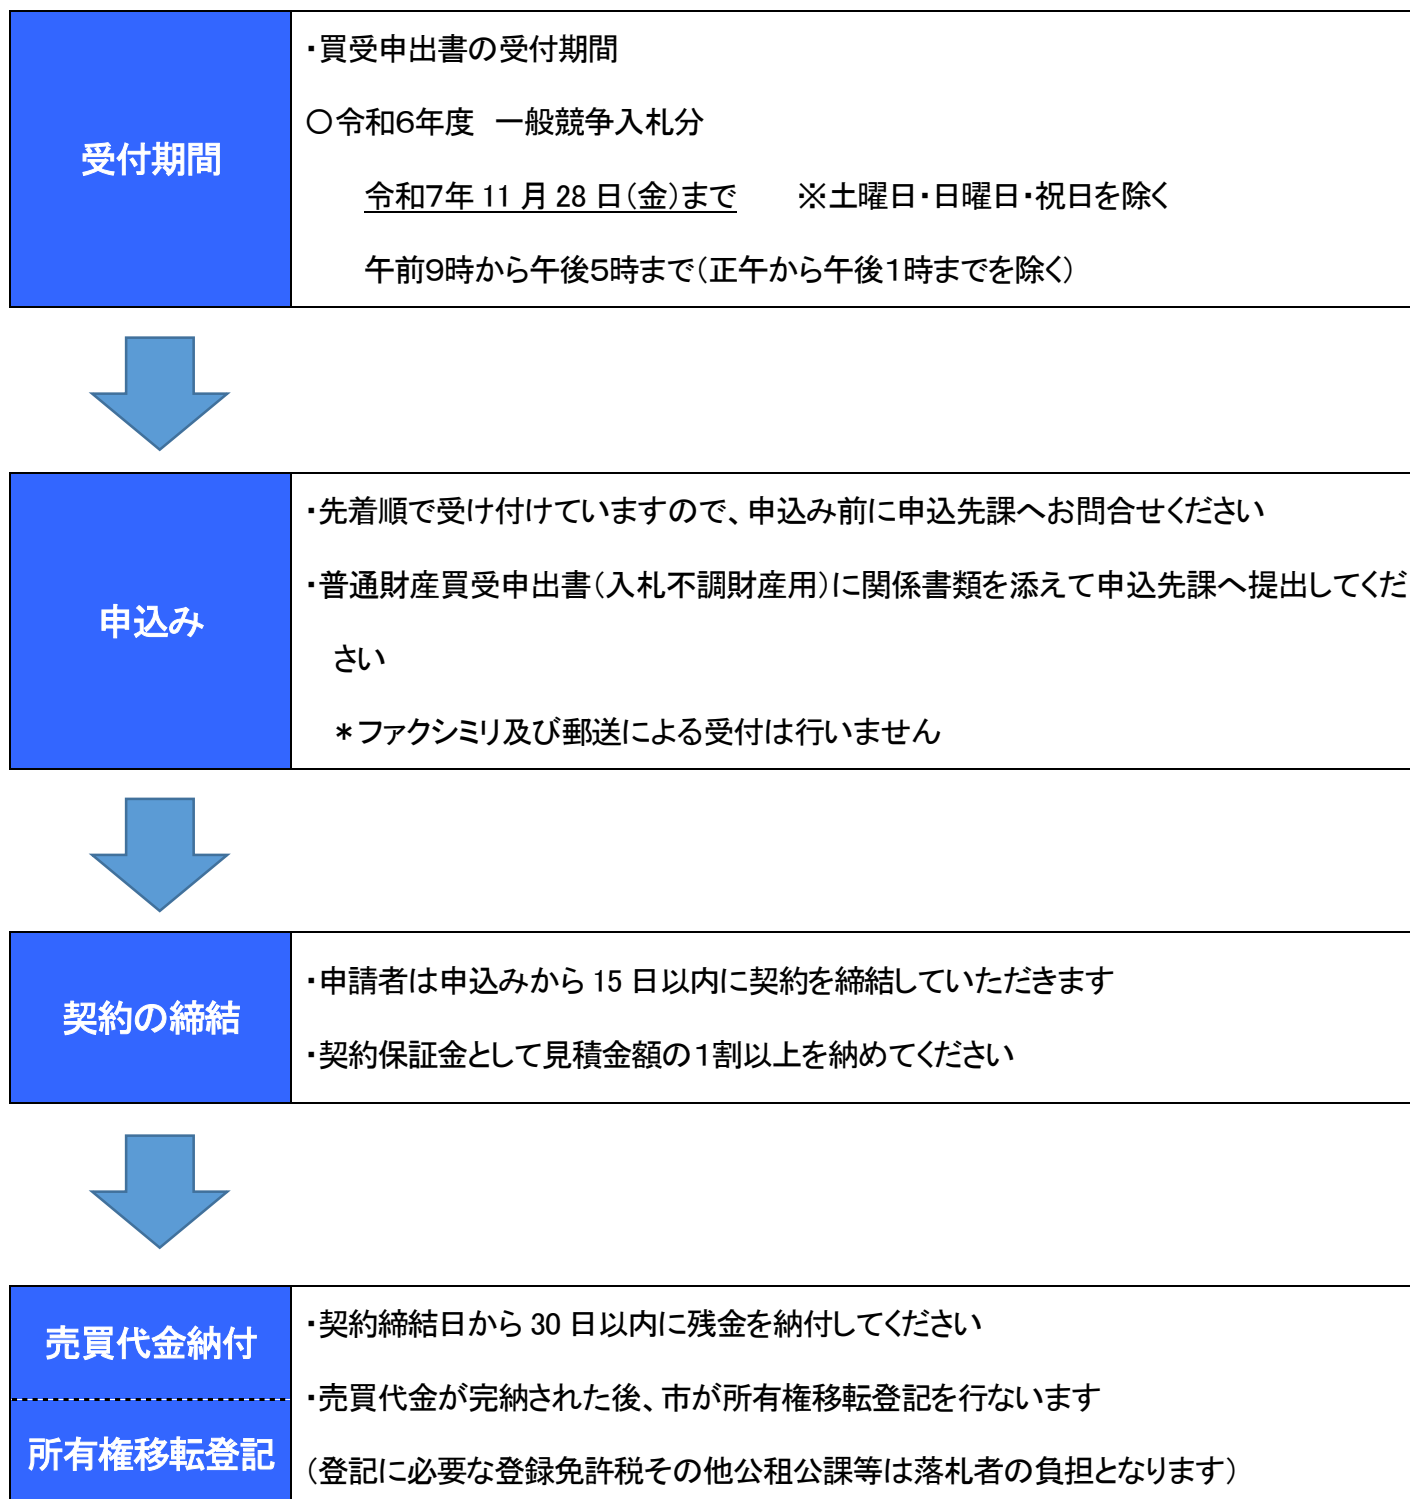 受付期間
・買受申出書の受付期間
○令和6年度　一般競争入札分
令和7年 11 月 28 日（金）まで　　※土曜日・日曜日・祝日を除く
午前9時から午後5時まで（正午から午後1時までを除く）
申込み
・先着順で受け付けていますので、申込み前に申込先課へお問合せください
・普通財産買受申出書（入札不調財産用）に関係書類を添えて申込先課へ提出してくだ
さい
＊ファクシミリ及び郵送による受付は行いません
契約の締結
・申請者は申込みから 15 日以内に契約を締結していただきます
・契約保証金として見積金額の1割以上を納めてください
売買代金納付
所有権移転登記
・契約締結日から 30 日以内に残金を納付してください
・売買代金が完納された後、市が所有権移転登記を行ないます
（登記に必要な登録免許税その他公租公課等は落札者の負担となります）